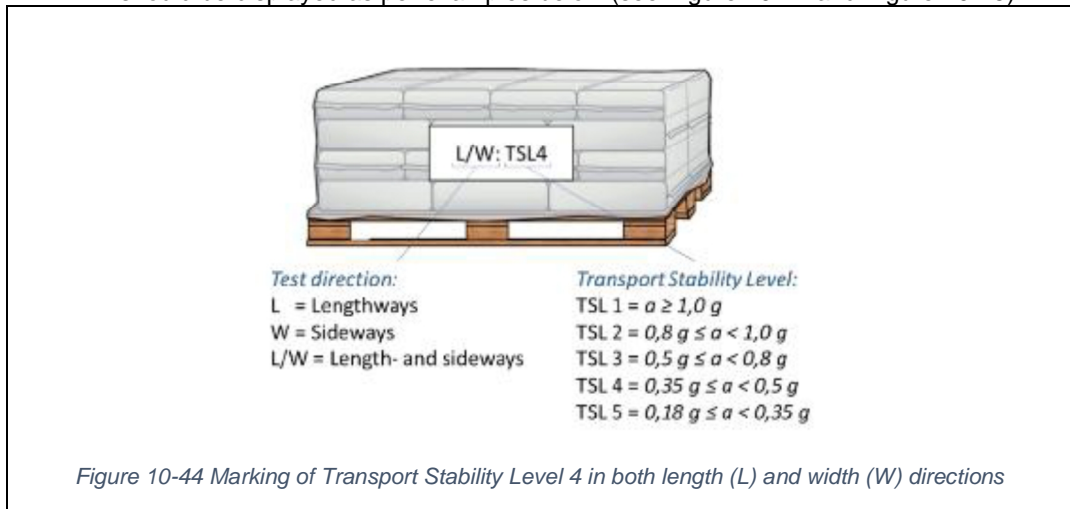 L/W: TSL4
Test direction:
L = Lengthways
W = Sideways
L/W = Length- and sideways
Transport Stability Level:
TSL 1 = a ≥ 1,0 g
TSL 2 = 0,8 g ≤ a < 1,0 g
TSL 3 = 0,5 g ≤ a < 0,8 g
TSL 4 = 0,35 g ≤ a < 0,5 g
TSL 5 = 0,18 g ≤ a < 0,35 g
Figure 10-44 Marking of Transport Stability Level 4 in both length (L) and width (W) directions